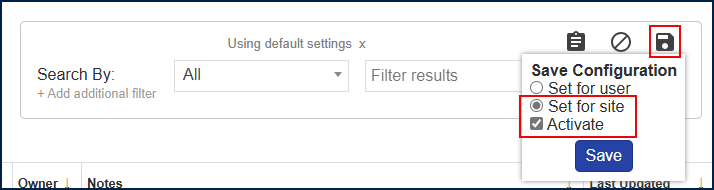 Using default settings x
Search By:
All
Filter results
+ Add additional filter
Save Configuration
Set for user
Set for site
Activate
Save
Owner ↓ Notes Last Updated ↓